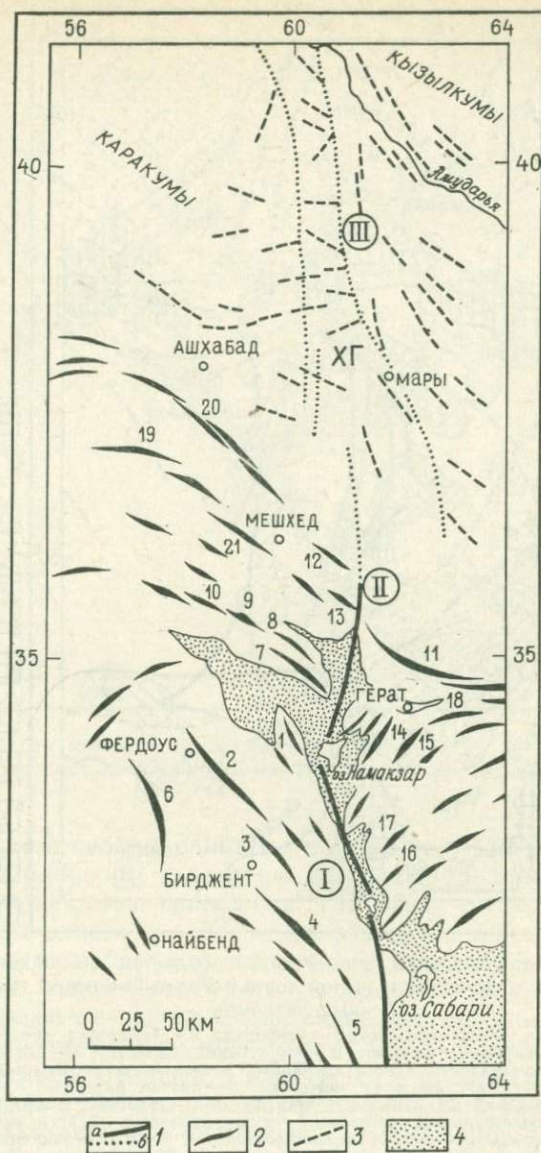 56 60 64
КЫЗЫЛКУМЫ
КАРАКУМЫ
40 40
Амударья
III
АШХАБАД
ХГ
МАРЫ
20
19
МЕШХЕД
21 12
II
10 9 13
8
35 7 11 35
ГЕРАТ 18
14 15
ФЕРДОУС 2 1
оз. Намакзар
6
17
3 16
БИРДЖЕНТ I
4
НАЙБЕНД
0 25 50 КМ
оз. Сабари
5
56 60 64
а в 1 2 3 4